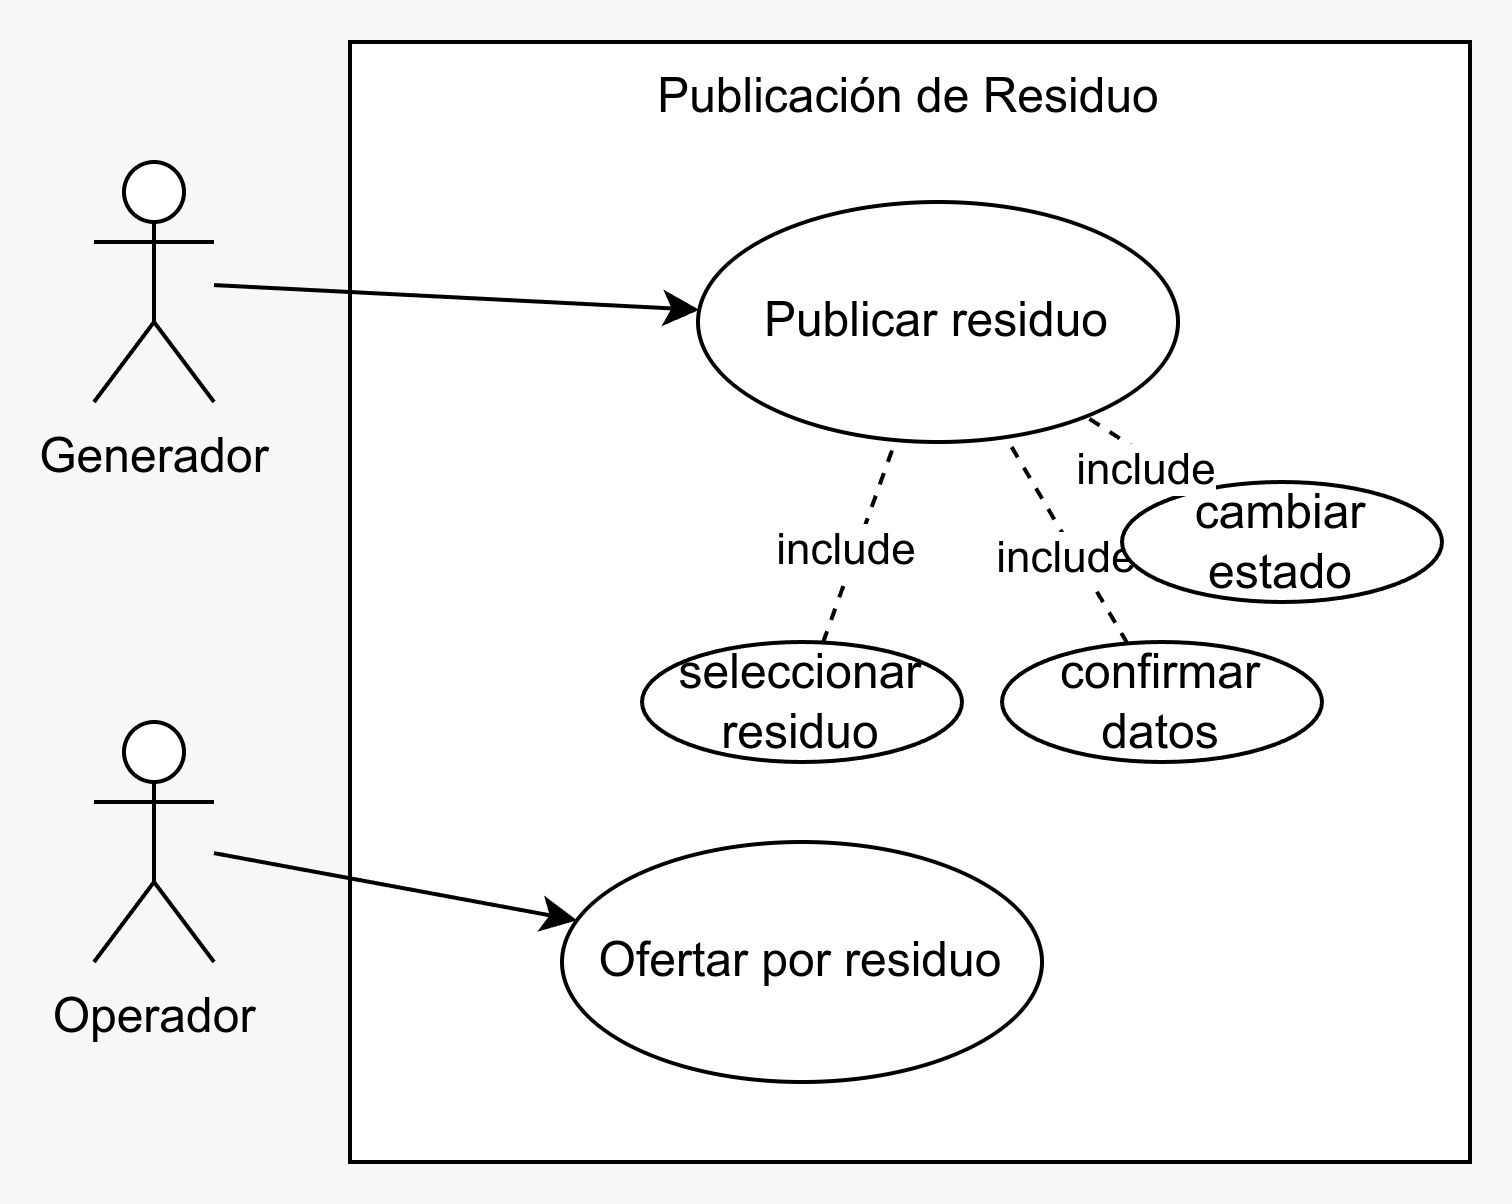 Publicación de Residuo
Publicar residuo
Generador
include
cambiar
estado
include
include
seleccionar
residuo
confirmar
datos
Ofertar por residuo
Operador